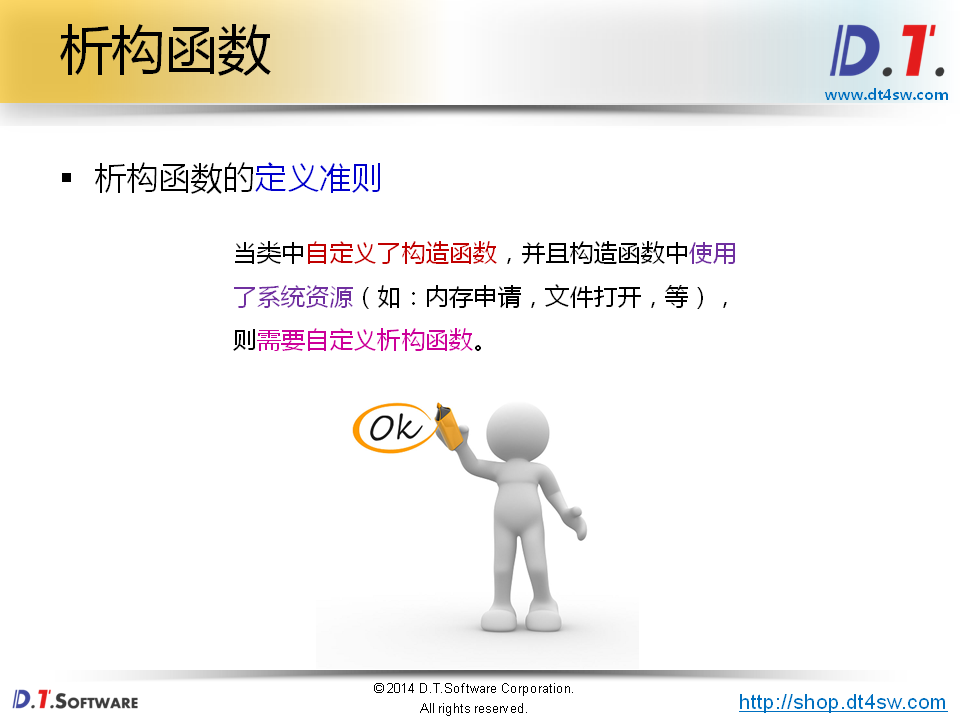 析构函数
D.T.
www.dt4sw.com
▪ 析构函数的定义准则
当类中自定义了构造函数，并且构造函数中使用
了系统资源（如：内存申请，文件打开，等），
则需要自定义析构函数。
Ok
D.T.SOFTWARE
©2014 D.T.Software Corporation.
All rights reserved.
http://shop.dt4sw.com